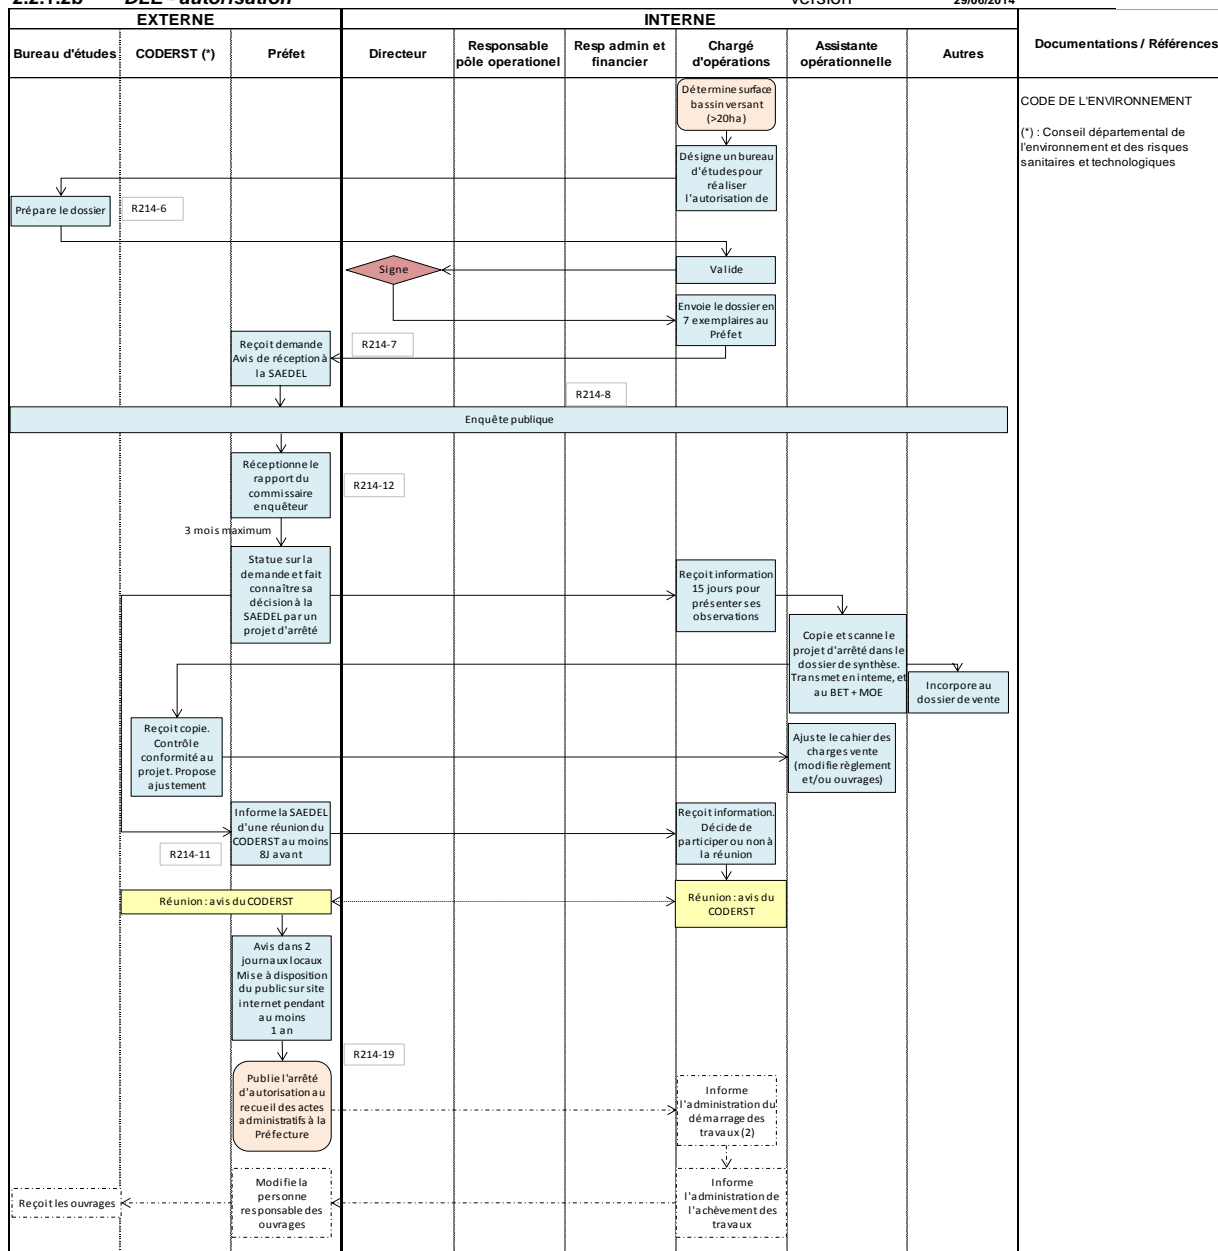 2.2.1.2b DLE - autorisation version 29/06/2014
EXTERNE INTERNE
Bureau d'études CODERST (*) Préfet Directeur Responsable pôle operationel Resp admin et financier Chargé d'opérations Assistante opérationnelle Autres Documentations / Références
Détermine surface
bassin versant
(>20ha)
CODE DE L'ENVIRONNEMENT
(*) : Conseil départemental de
l'environnement et des risques
sanitaires et technologiques
Désigne un bureau
d'études pour
réaliser
l'autorisation de
Prépare le dossier
R214-6
Signe
Valide
Envoie le dossier en
7 exemplaires au
Préfet
Reçoit demande
Avis de réception à
la SAEDEL
R214-7
R214-8
Enquête publique
Réceptionne le
rapport du
commissaire
enquêteur
R214-12
3 mois maximum
Statue sur la
demande et fait
connaître sa
décision à la
SAEDEL par un
projet d'arrêté
Reçoit information
15 jours pour
présenter ses
observations
Copie et scanne le
projet d'arrêté dans le
dossier de synthèse.
Transmet en interne, et
au BET + MOE
Incorpore au
dossier de vente
Reçoit copie.
Contrôle
conformité au
projet. Propose
ajustement
Ajuste le cahier des
charges vente
(modifie règlement
et/ou ouvrages)
Informe la SAEDEL
d'une réunion du
CODERST au moins
8J avant
R214-11
Reçoit information.
Décide de
participer ou non à
la réunion
Réunion : avis du CODERST
Réunion : avis du
CODERST
Avis dans 2
journaux locaux
Mise à disposition
du public sur site
internet pendant
au moins
1 an
R214-19
Publie l'arrêté
d'autorisation au
recueil des actes
administratifs à la
Préfecture
Informe
l'administration du
démarrage des
travaux (2)
Reçoit les ouvrages
Modifie la
personne
responsable des
ouvrages
Informe
l'administration de
l'achèvement des
travaux